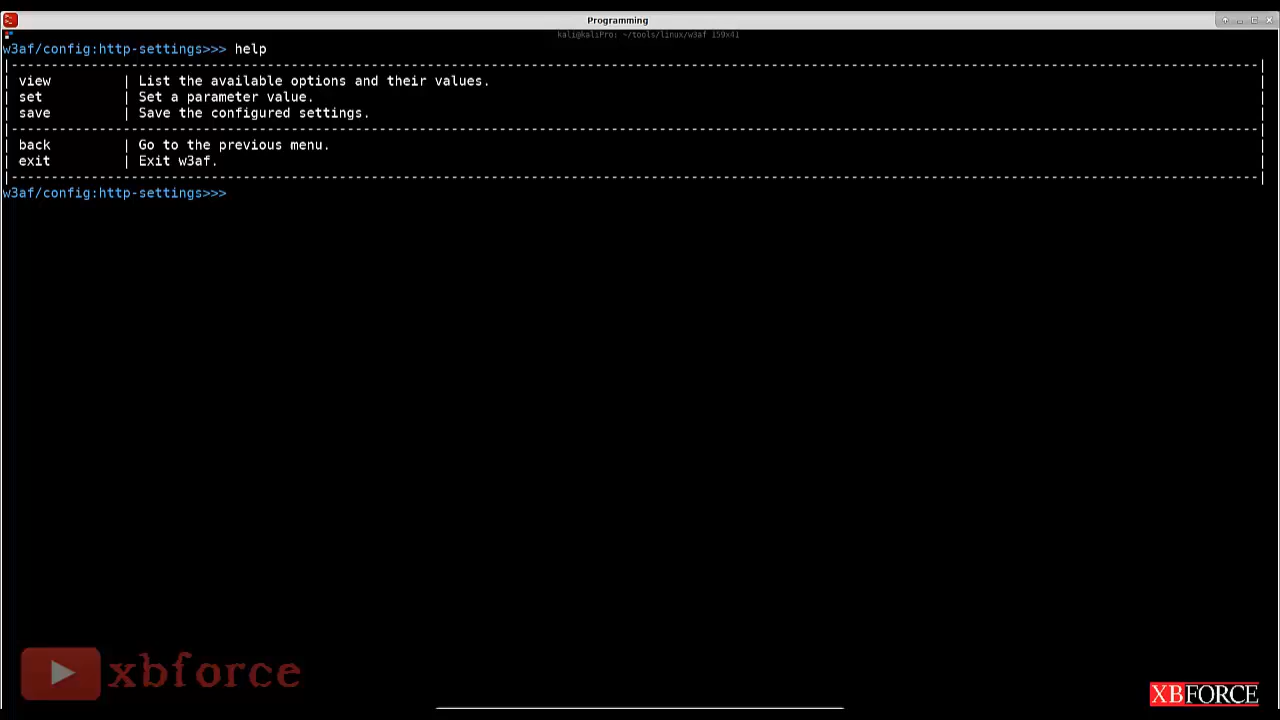 Programming
kali@kaliPro: ~/tools/linux/w3af 159x41
w3af/config:http-settings>>> help
|-----------------------------------------------------------------------------------------------------------------------------------------------------------|
| view | List the available options and their values. |
| set | Set a parameter value. |
| save | Save the configured settings. |
|-----------------------------------------------------------------------------------------------------------------------------------------------------------|
| back | Go to the previous menu. |
| exit | Exit w3af. |
|-----------------------------------------------------------------------------------------------------------------------------------------------------------|
w3af/config:http-settings>>>
xbforce
XBFORCE